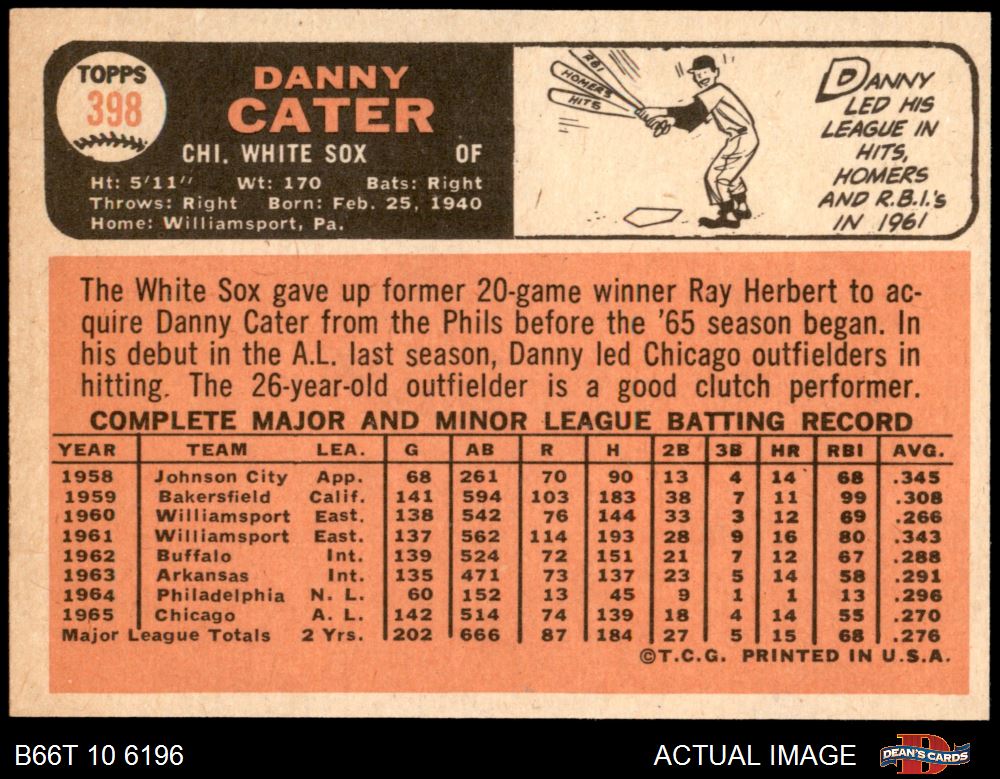 TOPPS
398
DANNY
CATER
CHI. WHITE SOX OF
Ht: 5'11" Wt: 170 Bats: Right
Throws: Right Born: Feb. 25, 1940
Home: Williamsport, Pa.
RBI
HOMERS
HITS
DANNY
LED HIS
LEAGUE IN
HITS,
HOMERS
AND R.B.I.'s
IN 1961
The White Sox gave up former 20-game winner Ray Herbert to ac-
quire Danny Cater from the Phils before the '65 season began. In
his debut in the A.L. last season, Danny led Chicago outfielders in
hitting. The 26-year-old outfielder is a good clutch performer.
COMPLETE MAJOR AND MINOR LEAGUE BATTING RECORD
YEAR TEAM LEA. G AB R H 2B 3B HR RBI AVG.
1958 Johnson City App. 68 261 70 90 13 4 14 68 .345
1959 Bakersfield Calif. 141 594 103 183 38 7 11 99 .308
1960 Williamsport East. 138 542 76 144 33 3 12 69 .266
1961 Williamsport East. 137 562 114 193 28 9 16 80 .343
1962 Buffalo Int. 139 524 72 151 21 7 12 67 .288
1963 Arkansas Int. 135 471 73 137 23 5 14 58 .291
1964 Philadelphia N. L. 60 152 13 45 9 1 1 13 .296
1965 Chicago A. L. 142 514 74 139 18 4 14 55 .270
Major League Totals 2 Yrs. 202 666 87 184 27 5 15 68 .276
©T.C.G. PRINTED IN U.S.A.
B66T 10 6196
ACTUAL IMAGE
DEAN'S CARDS